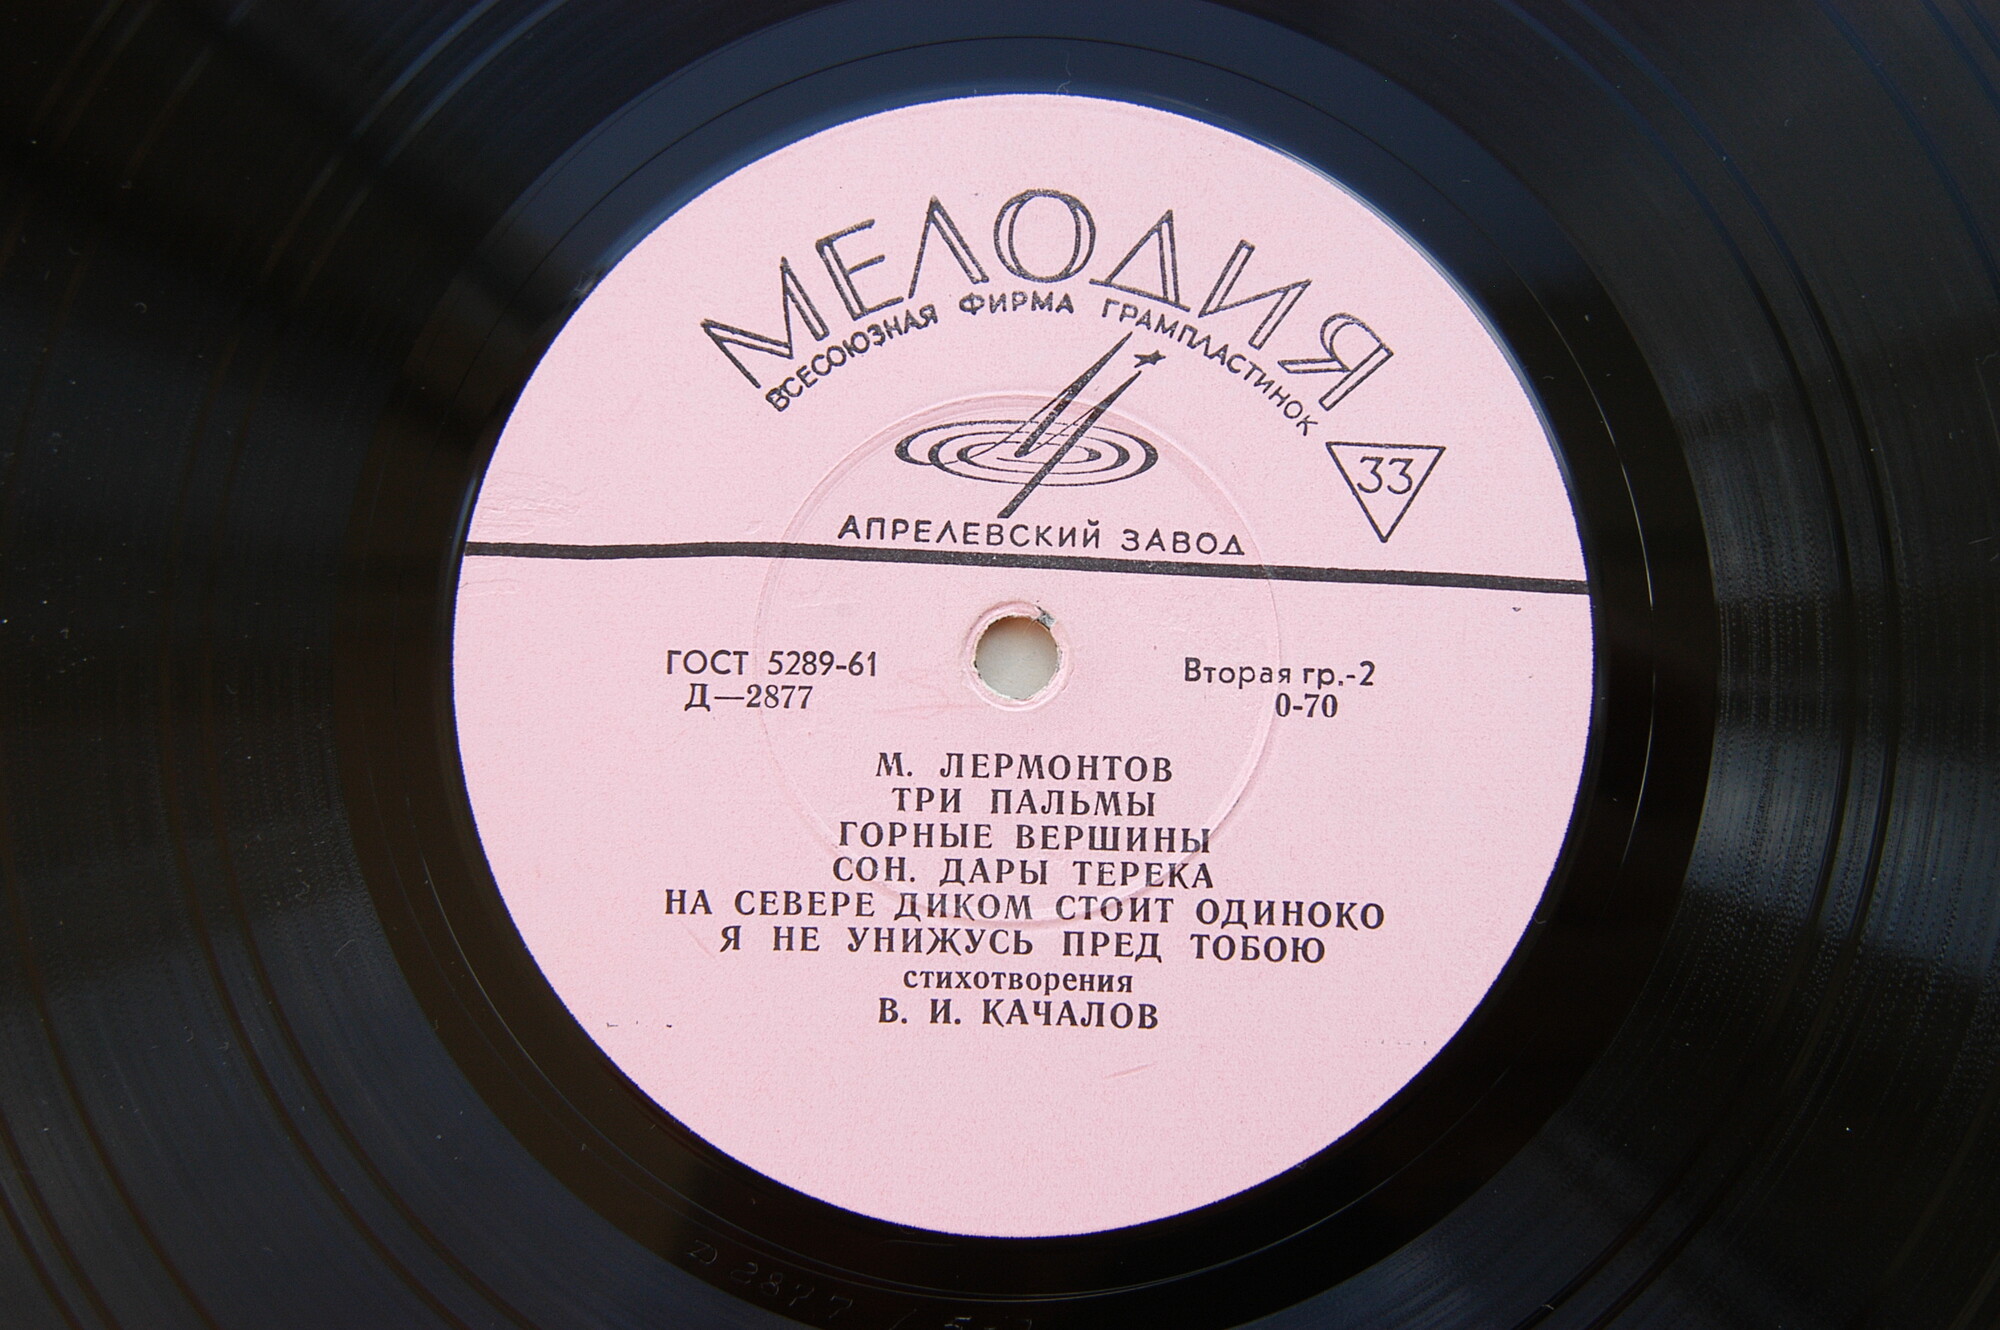 МЕЛОДИЯ
ВСЕСОЮЗНАЯ ФИРМА ГРАМПЛАСТИНОК
33
АПРЕЛЕВСКИЙ ЗАВОД
ГОСТ 5289-61
Д—2877
Вторая гр.-2
0-70
М. ЛЕРМОНТОВ
ТРИ ПАЛЬМЫ
ГОРНЫЕ ВЕРШИНЫ
СОН. ДАРЫ ТЕРЕКА
НА СЕВЕРЕ ДИКОМ СТОИТ ОДИНОКО
Я НЕ УНИЖУСЬ ПРЕД ТОБОЮ
стихотворения
В. И. КАЧАЛОВ
D 2877 /